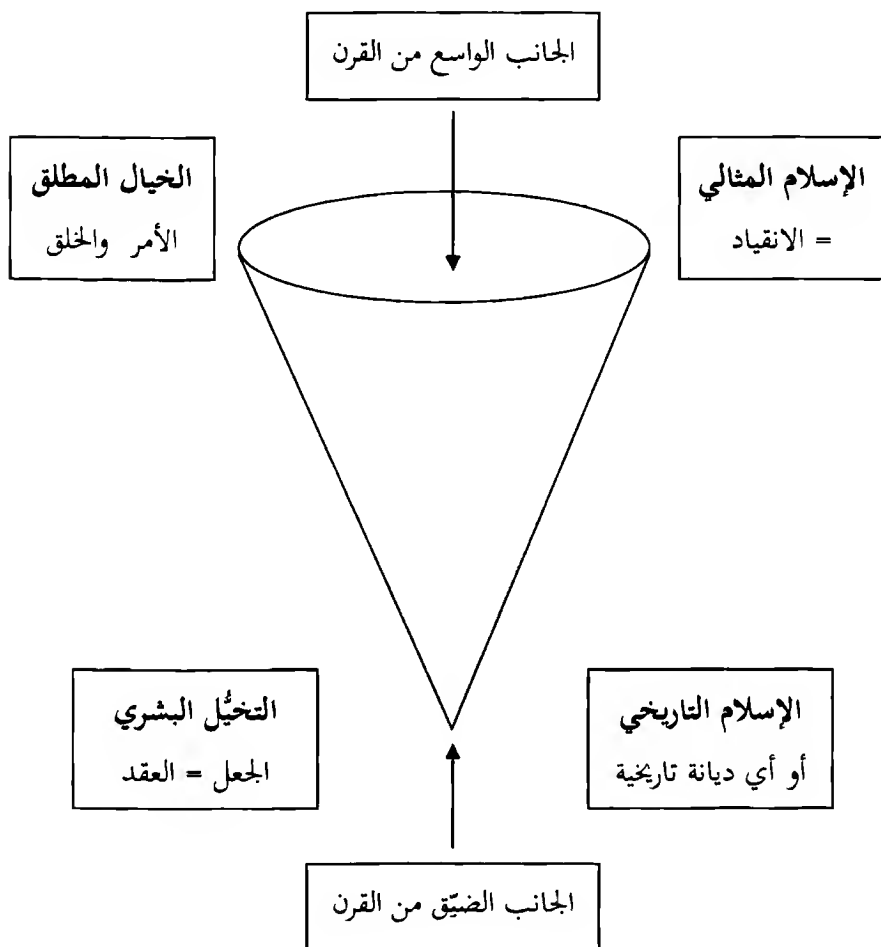 الجانب الواسع من القرن
الإسلام المثالي
= الانقياد
الخيال المطلق
الأمر والخلق
الإسلام التاريخي
أو أي ديانة تاريخية
التخيُّل البشري
الجعل = العقد
الجانب الضيّق من القرن